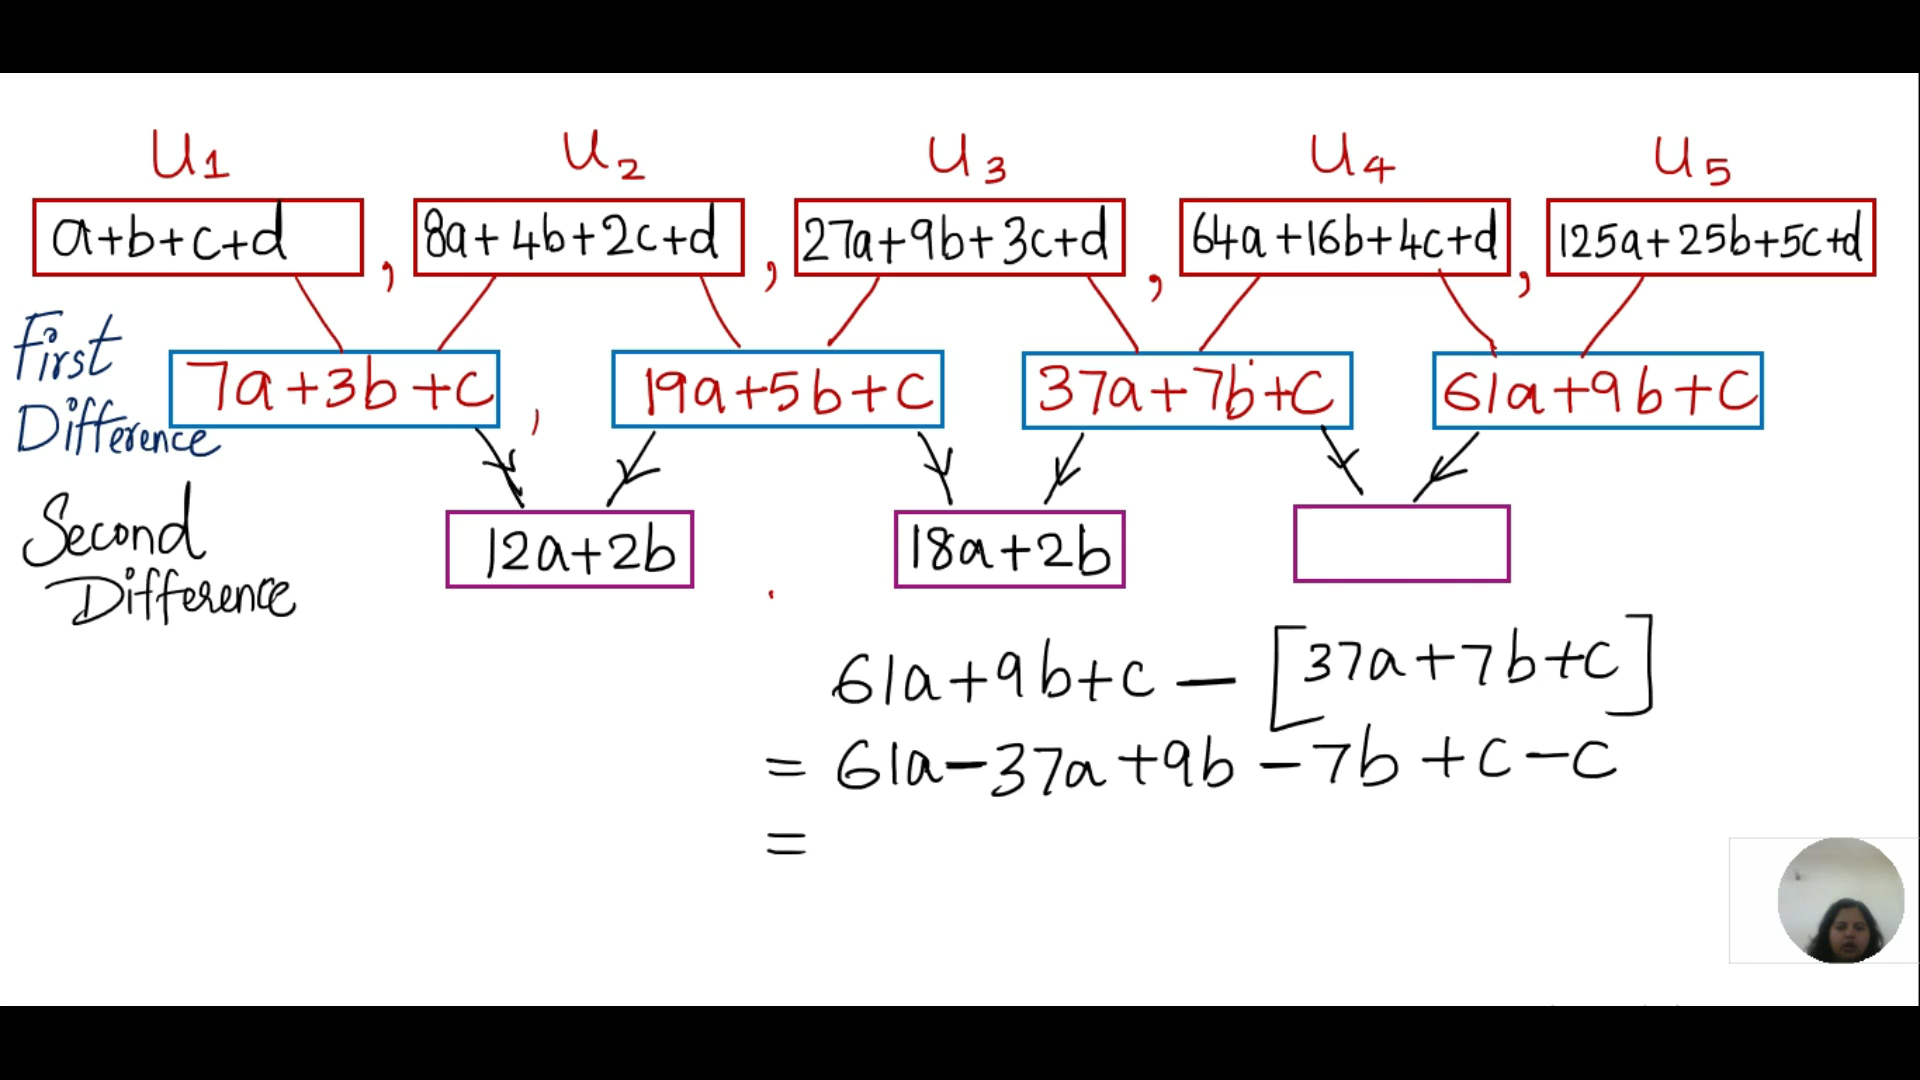 U1 U2 U3 U4 U5
a+b+c+d , 8a+4b+2c+d , 27a+9b+3c+d , 64a+16b+4c+d , 125a+25b+5c+d
First Difference
7a+3b+c , 19a+5b+c 37a+7b+c 61a+9b+c
Second Difference
12a+2b 18a+2b
61a+9b+c - [37a+7b+c]
= 61a-37a+9b-7b+c-c
=